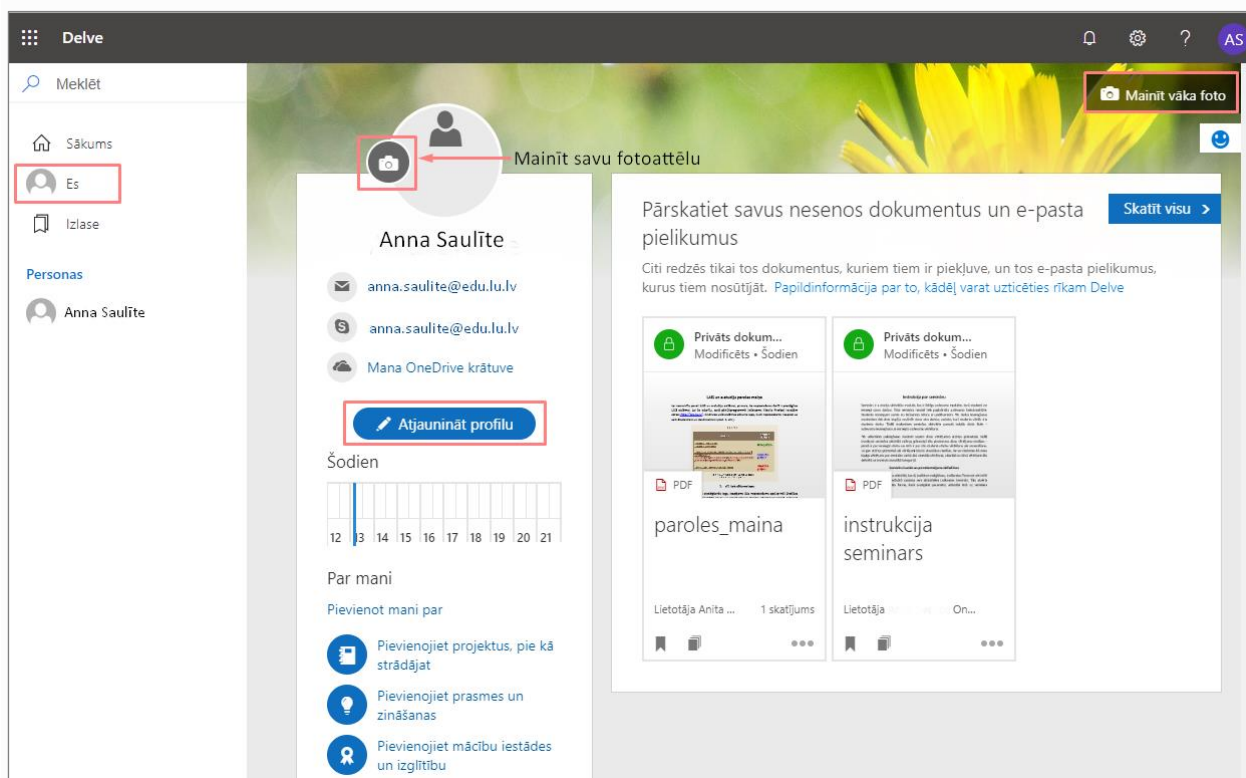 Delve
AS
Meklēt
Mainīt vāka foto
Sākums
Es
Izlase
Personas
Anna Saulīte
Mainīt savu fotoattēlu
Anna Saulīte
anna.saulite@edu.lu.lv
anna.saulite@edu.lu.lv
Mana OneDrive krātuve
Atjaunināt profilu
Šodien
12 13 14 15 16 17 18 19 20 21
Par mani
Pievienot mani par
Pievienojiet projektus, pie kā
strādājat
Pievienojiet prasmes un
zināšanas
Pievienojiet mācību iestādes
un izglītību
Pārskatiet savus nesenos dokumentus un e-pasta
pielikumus
Skatīt visu
Citi redzēs tikai tos dokumentus, kuriem tiem ir piekļuve, un tos e-pasta pielikumus,
kurus tiem nosūtījāt. Papildinformācija par to, kādēļ varat uzticēties rīkam Delve
Privāts dokum...
Modificēts • Šodien
PDF
paroles_maina
Lietotāja Anita ... 1 skatījums
Privāts dokum...
Modificēts • Šodien
Instrukcija par semināru
PDF
instrukcija
seminars
Lietotāja On...